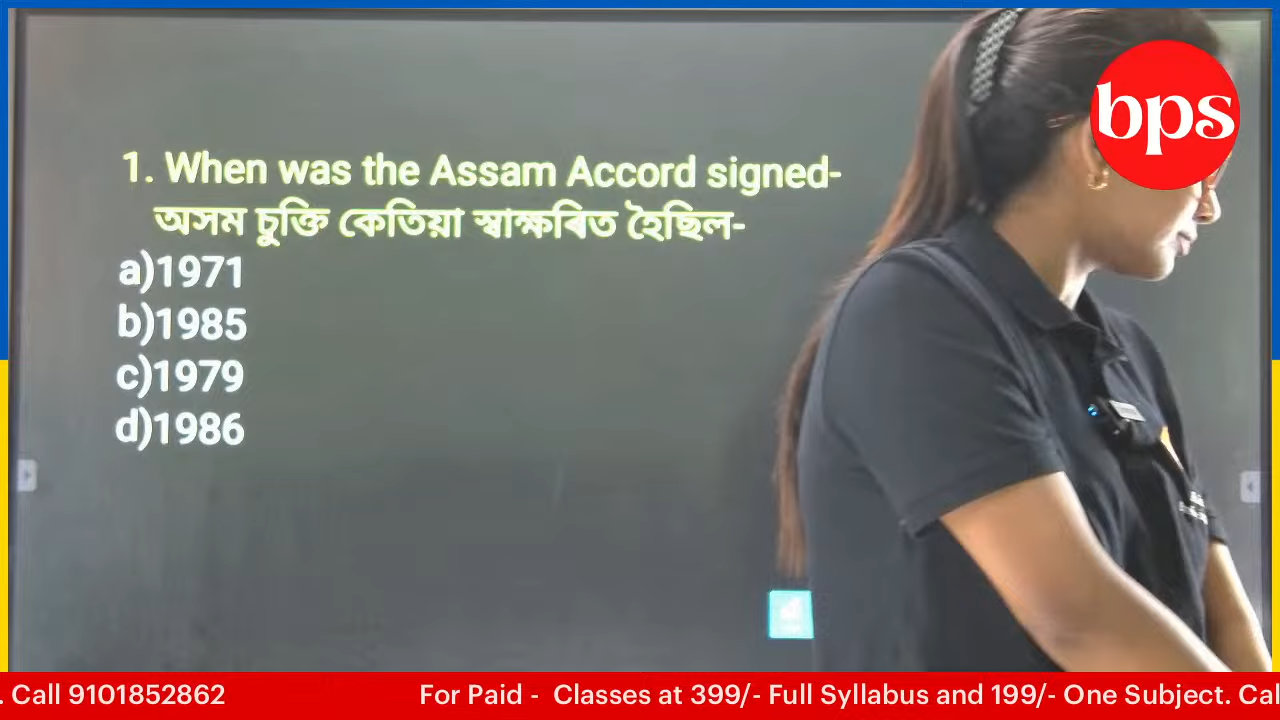 bps
1. When was the Assam Accord signed-
অসম চুক্তি কেতিয়া স্বাক্ষৰিত হৈছিল-
a)1971
b)1985
c)1979
d)1986
. Call 9101852862 For Paid - Classes at 399/- Full Syllabus and 199/- One Subject. Cal